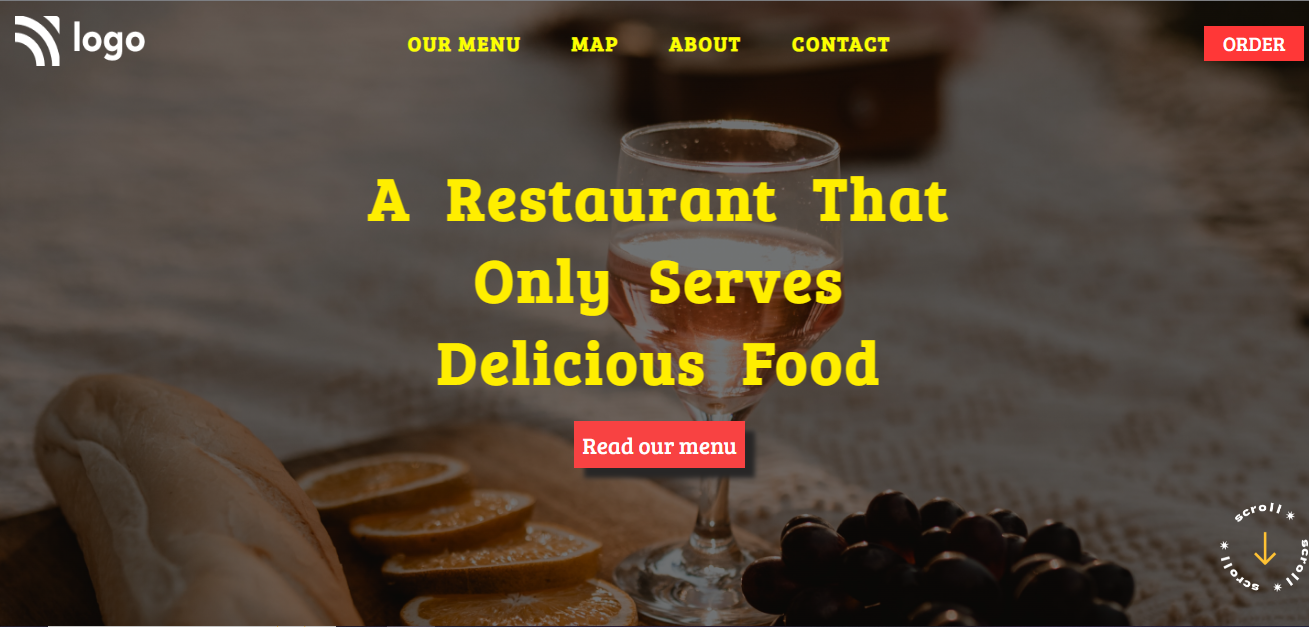 logo
OUR MENU MAP ABOUT CONTACT
ORDER
A Restaurant That
Only Serves
Delicious Food
Read our menu
scroll * scroll * scroll * scroll *